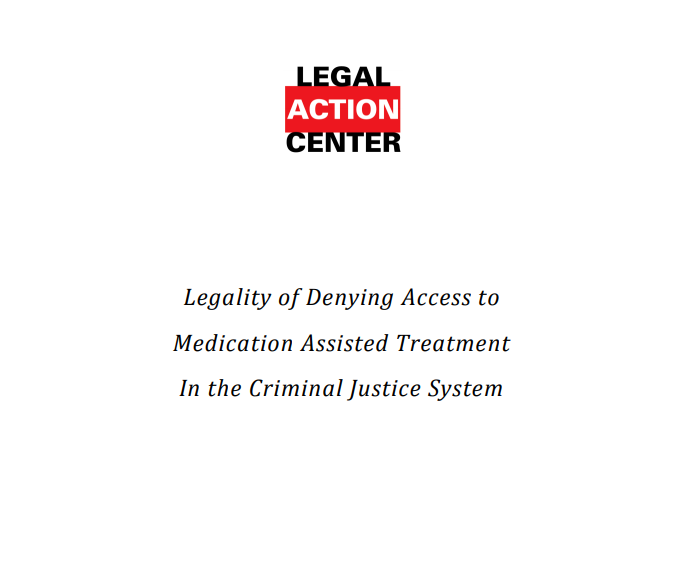 LEGAL
ACTION
CENTER
Legality of Denying Access to
Medication Assisted Treatment
In the Criminal Justice System